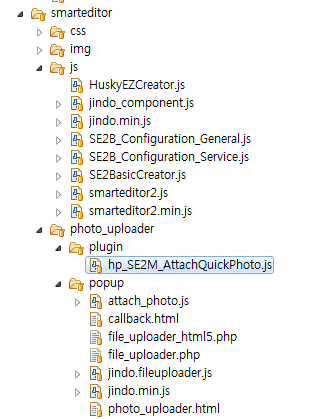 smarteditor
css
img
js
HuskyEZCreator.js
jindo_component.js
jindo.min.js
SE2B_Configuration_General.js
SE2B_Configuration_Service.js
SE2BasicCreator.js
smarteditor2.js
smarteditor2.min.js
photo_uploader
plugin
hp_SE2M_AttachQuickPhoto.js
popup
attach_photo.js
callback.html
file_uploader_html5.php
file_uploader.php
jindo.fileuploader.js
jindo.min.js
photo_uploader.html